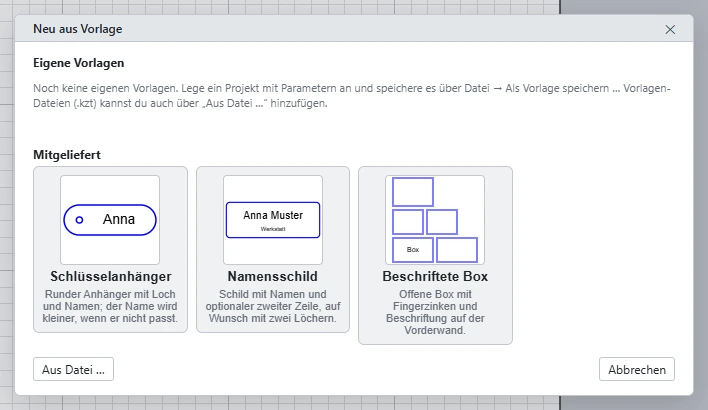 Neu aus Vorlage
Eigene Vorlagen
Noch keine eigenen Vorlagen. Lege ein Projekt mit Parametern an und speichere es über Datei → Als Vorlage speichern ... Vorlagen-
Dateien (.kzt) kannst du auch über „Aus Datei ...“ hinzufügen.
Mitgeliefert
Anna
Schlüsselanhänger
Runder Anhänger mit Loch
und Namen; der Name wird
kleiner, wenn er nicht passt.
Anna Muster
Werkstatt
Namensschild
Schild mit Namen und
optionaler zweiter Zeile, auf
Wunsch mit zwei Löchern.
Box
Beschriftete Box
Offene Box mit
Fingerzinken und
Beschriftung auf der
Vorderwand.
Aus Datei ...
Abbrechen